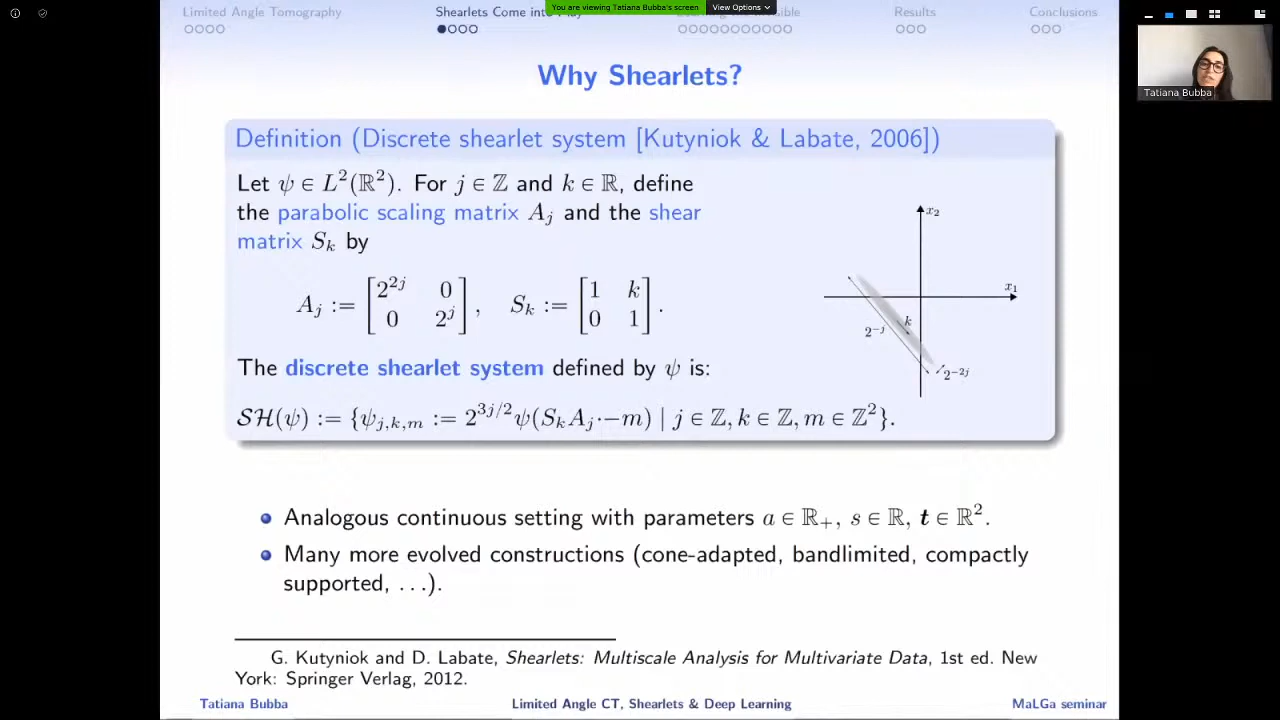 You are viewing Tatiana Bubba's screen
View Options
Limited Angle Tomography
Shearlets Come into
Results
Conclusions
Tatiana Bubba
Why Shearlets?
Definition (Discrete shearlet system [Kutyniok & Labate, 2006])
Let ψ ∈ L²(ℝ²). For j ∈ ℤ and k ∈ ℝ, define
the parabolic scaling matrix A_j and the shear
matrix S_k by
A_j := [2^{2j} 0; 0 2^j], S_k := [1 k; 0 1].
x₂
x₁
k
2^{-j}
2^{-2j}
The discrete shearlet system defined by ψ is:
𝒮ℋ(ψ) := {ψ_{j,k,m} := 2^{3j/2}ψ(S_kA_j·−m) | j ∈ ℤ, k ∈ ℤ, m ∈ ℤ²}.
Analogous continuous setting with parameters a ∈ ℝ₊, s ∈ ℝ, t ∈ ℝ².
Many more evolved constructions (cone-adapted, bandlimited, compactly
supported, ...).
G. Kutyniok and D. Labate, Shearlets: Multiscale Analysis for Multivariate Data, 1st ed. New
York: Springer Verlag, 2012.
Tatiana Bubba
Limited Angle CT, Shearlets & Deep Learning
MaLGa seminar